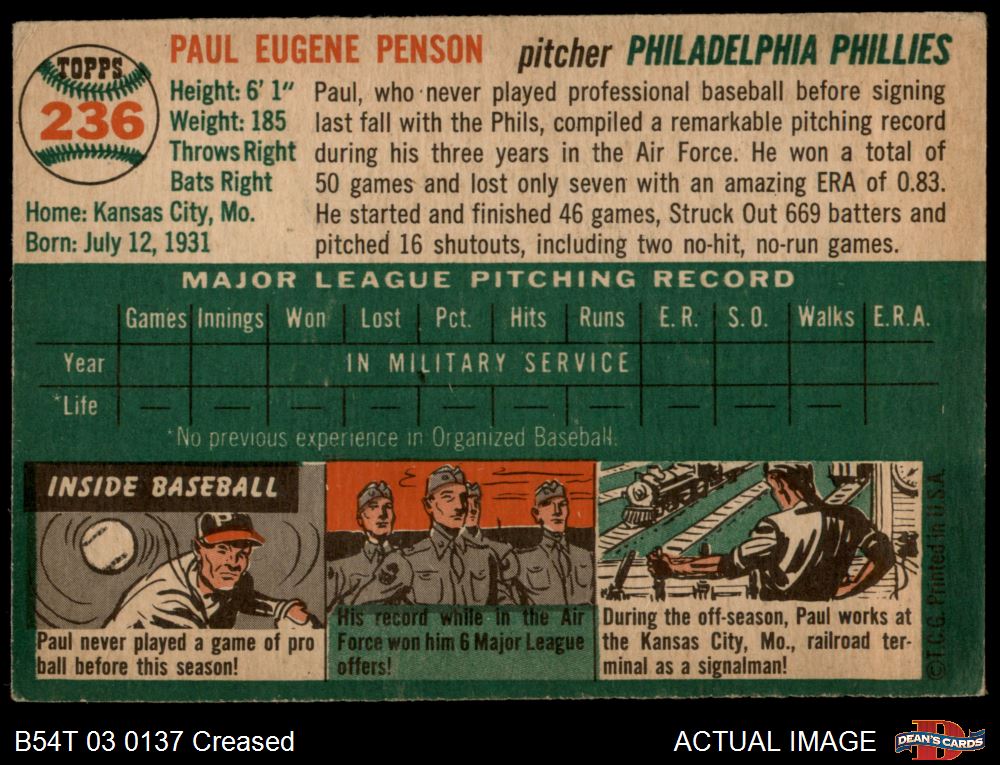 TOPPS
236
PAUL EUGENE PENSON pitcher PHILADELPHIA PHILLIES
Height: 6' 1"
Weight: 185
Throws Right
Bats Right
Home: Kansas City, Mo.
Born: July 12, 1931
Paul, who never played professional baseball before signing
last fall with the Phils, compiled a remarkable pitching record
during his three years in the Air Force. He won a total of
50 games and lost only seven with an amazing ERA of 0.83.
He started and finished 46 games, Struck Out 669 batters and
pitched 16 shutouts, including two no-hit, no-run games.
MAJOR LEAGUE PITCHING RECORD
Games Innings Won Lost Pct. Hits Runs E.R. S.O. Walks E.R.A.
Year IN MILITARY SERVICE
*Life — — — — — — — — — —
*No previous experience in Organized Baseball.
INSIDE BASEBALL
P
Paul never played a game of pro
ball before this season!
His record while in the Air
Force won him 6 Major League
offers!
During the off-season, Paul works at
the Kansas City, Mo., railroad ter-
minal as a signalman!
©T.C.G. Printed in U.S.A.
B54T 03 0137 Creased
ACTUAL IMAGE
DEAN'S CARDS